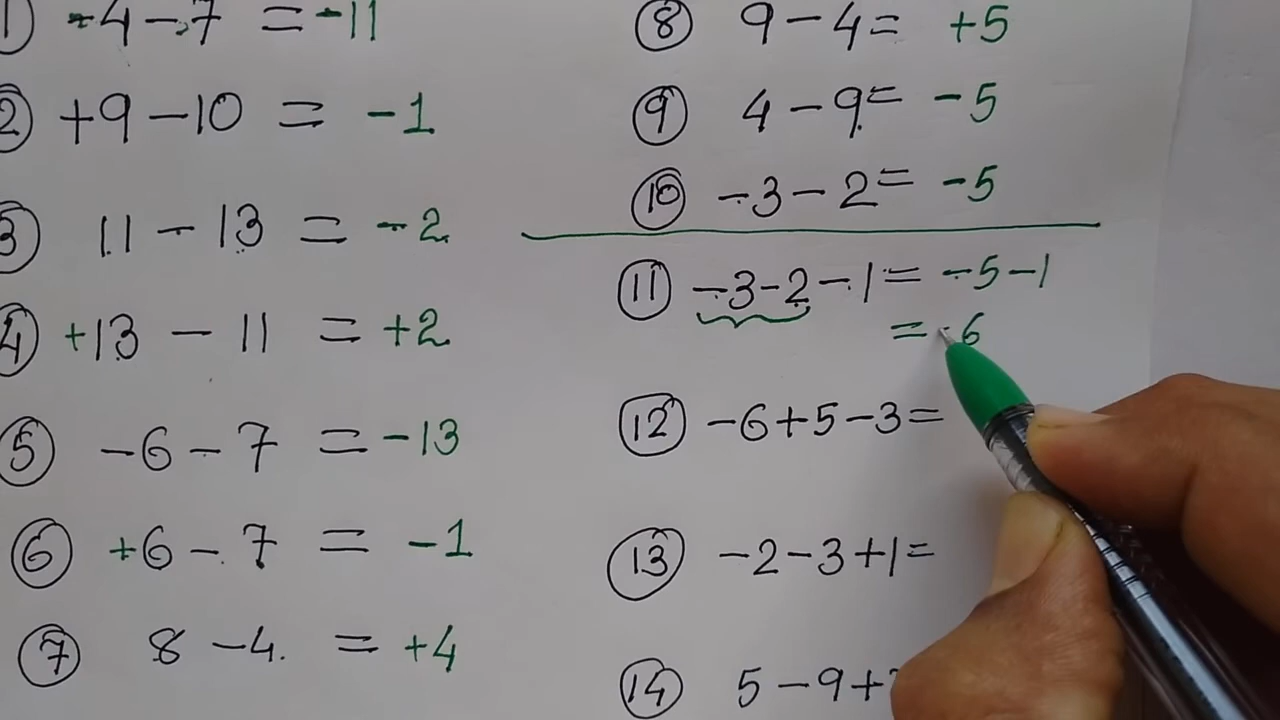 ① -4 - 7 = -11
② +9 - 10 = -1
③ 11 - 13 = -2
④ +13 - 11 = +2
⑤ -6 - 7 = -13
⑥ +6 - 7 = -1
⑦ 8 - 4 = +4
⑧ 9 - 4 = +5
⑨ 4 - 9 = -5
⑩ -3 - 2 = -5
⑪ -3 - 2 - 1 = -5 - 1
= -6
⑫ -6 + 5 - 3 =
⑬ -2 - 3 + 1 =
⑭ 5 - 9 +